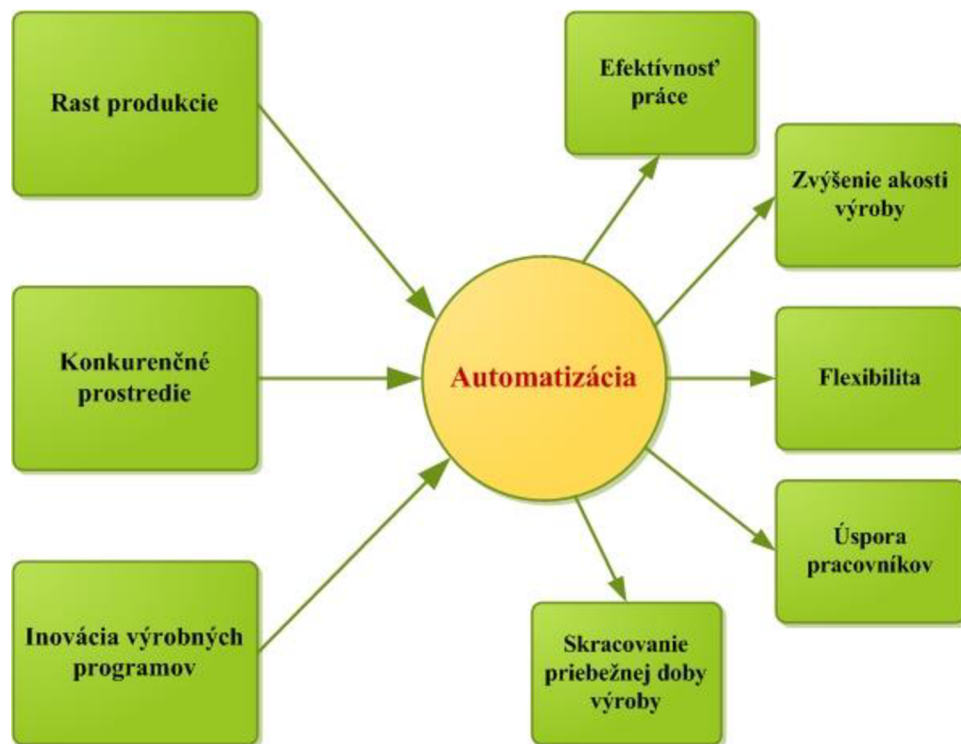 Rast produkcie
Konkurenčné
prostredie
Inovácia výrobných
programov
Automatizácia
Efektívnosť
práce
Zvýšenie akosti
výroby
Flexibilita
Úspora
pracovníkov
Skracovanie
priebežnej doby
výroby